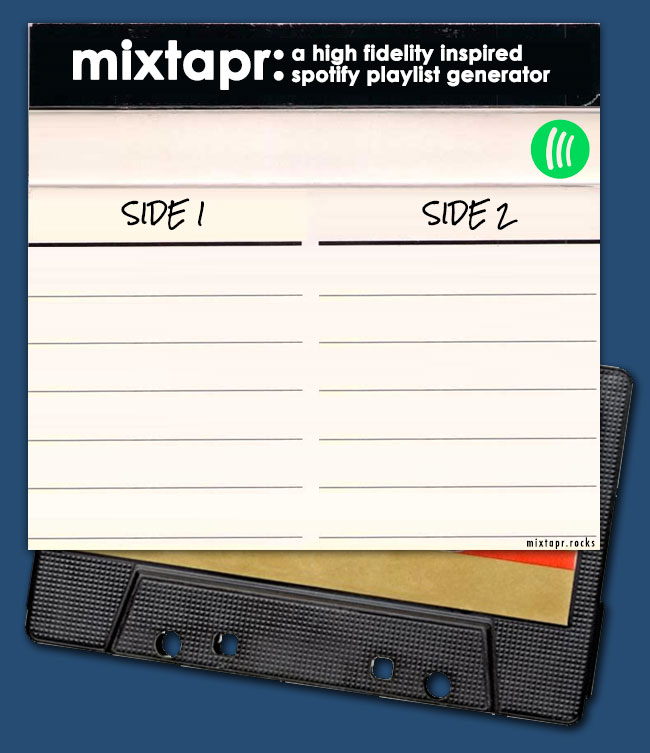 mixtapr: a high fidelity inspired
spotify playlist generator
SIDE 1
SIDE 2
mixtapr.rocks